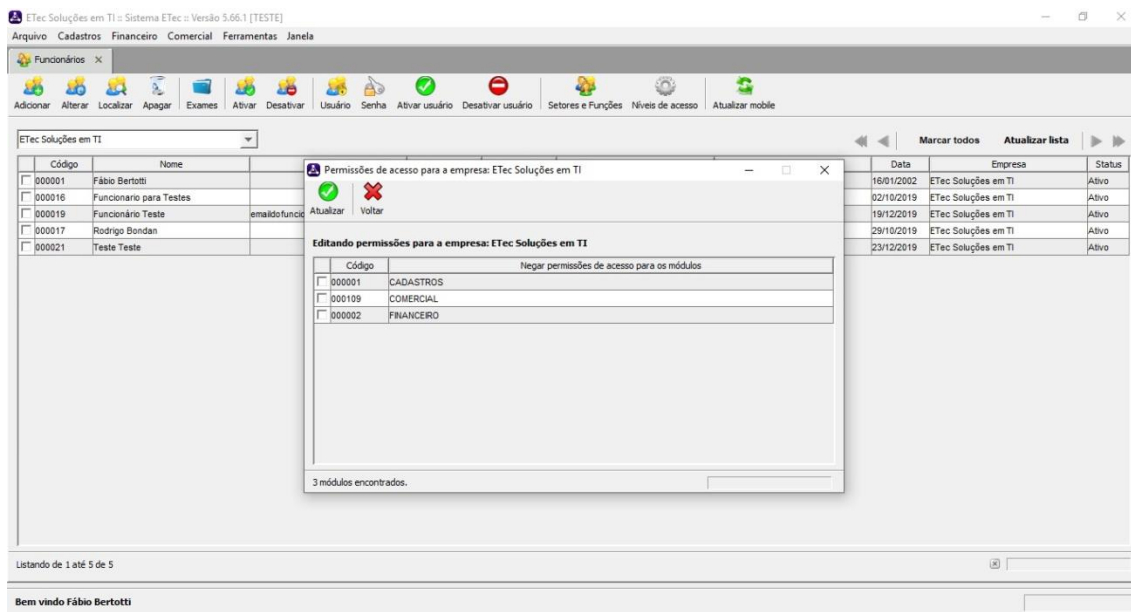 ETec Soluções em TI :: Sistema ETec :: Versão 5.66.1 [TESTE]
Arquivo Cadastros Financeiro Comercial Ferramentas Janela
Funcionários
Adicionar Alterar Localizar Apagar Exames Ativar Desativar Usuário Senha Ativar usuário Desativar usuário Setores e Funções Níveis de acesso Atualizar mobile
ETec Soluções em TI
Marcar todos Atualizar lista
Código Nome Data Empresa Status
000001 Fábio Bertotti 16/01/2002 ETec Soluções em TI Ativo
000016 Funcionario para Testes 02/10/2019 ETec Soluções em TI Ativo
000019 Funcionário Teste emaildofuncio 19/12/2019 ETec Soluções em TI Ativo
000017 Rodrigo Bondan 29/10/2019 ETec Soluções em TI Ativo
000021 Teste Teste 23/12/2019 ETec Soluções em TI Ativo
Permissões de acesso para a empresa: ETec Soluções em TI
Atualizar Voltar
Editando permissões para a empresa: ETec Soluções em TI
Código Negar permissões de acesso para os módulos
000001 CADASTROS
000109 COMERCIAL
000002 FINANCEIRO
3 módulos encontrados.
Listando de 1 até 5 de 5
Bem vindo Fábio Bertotti